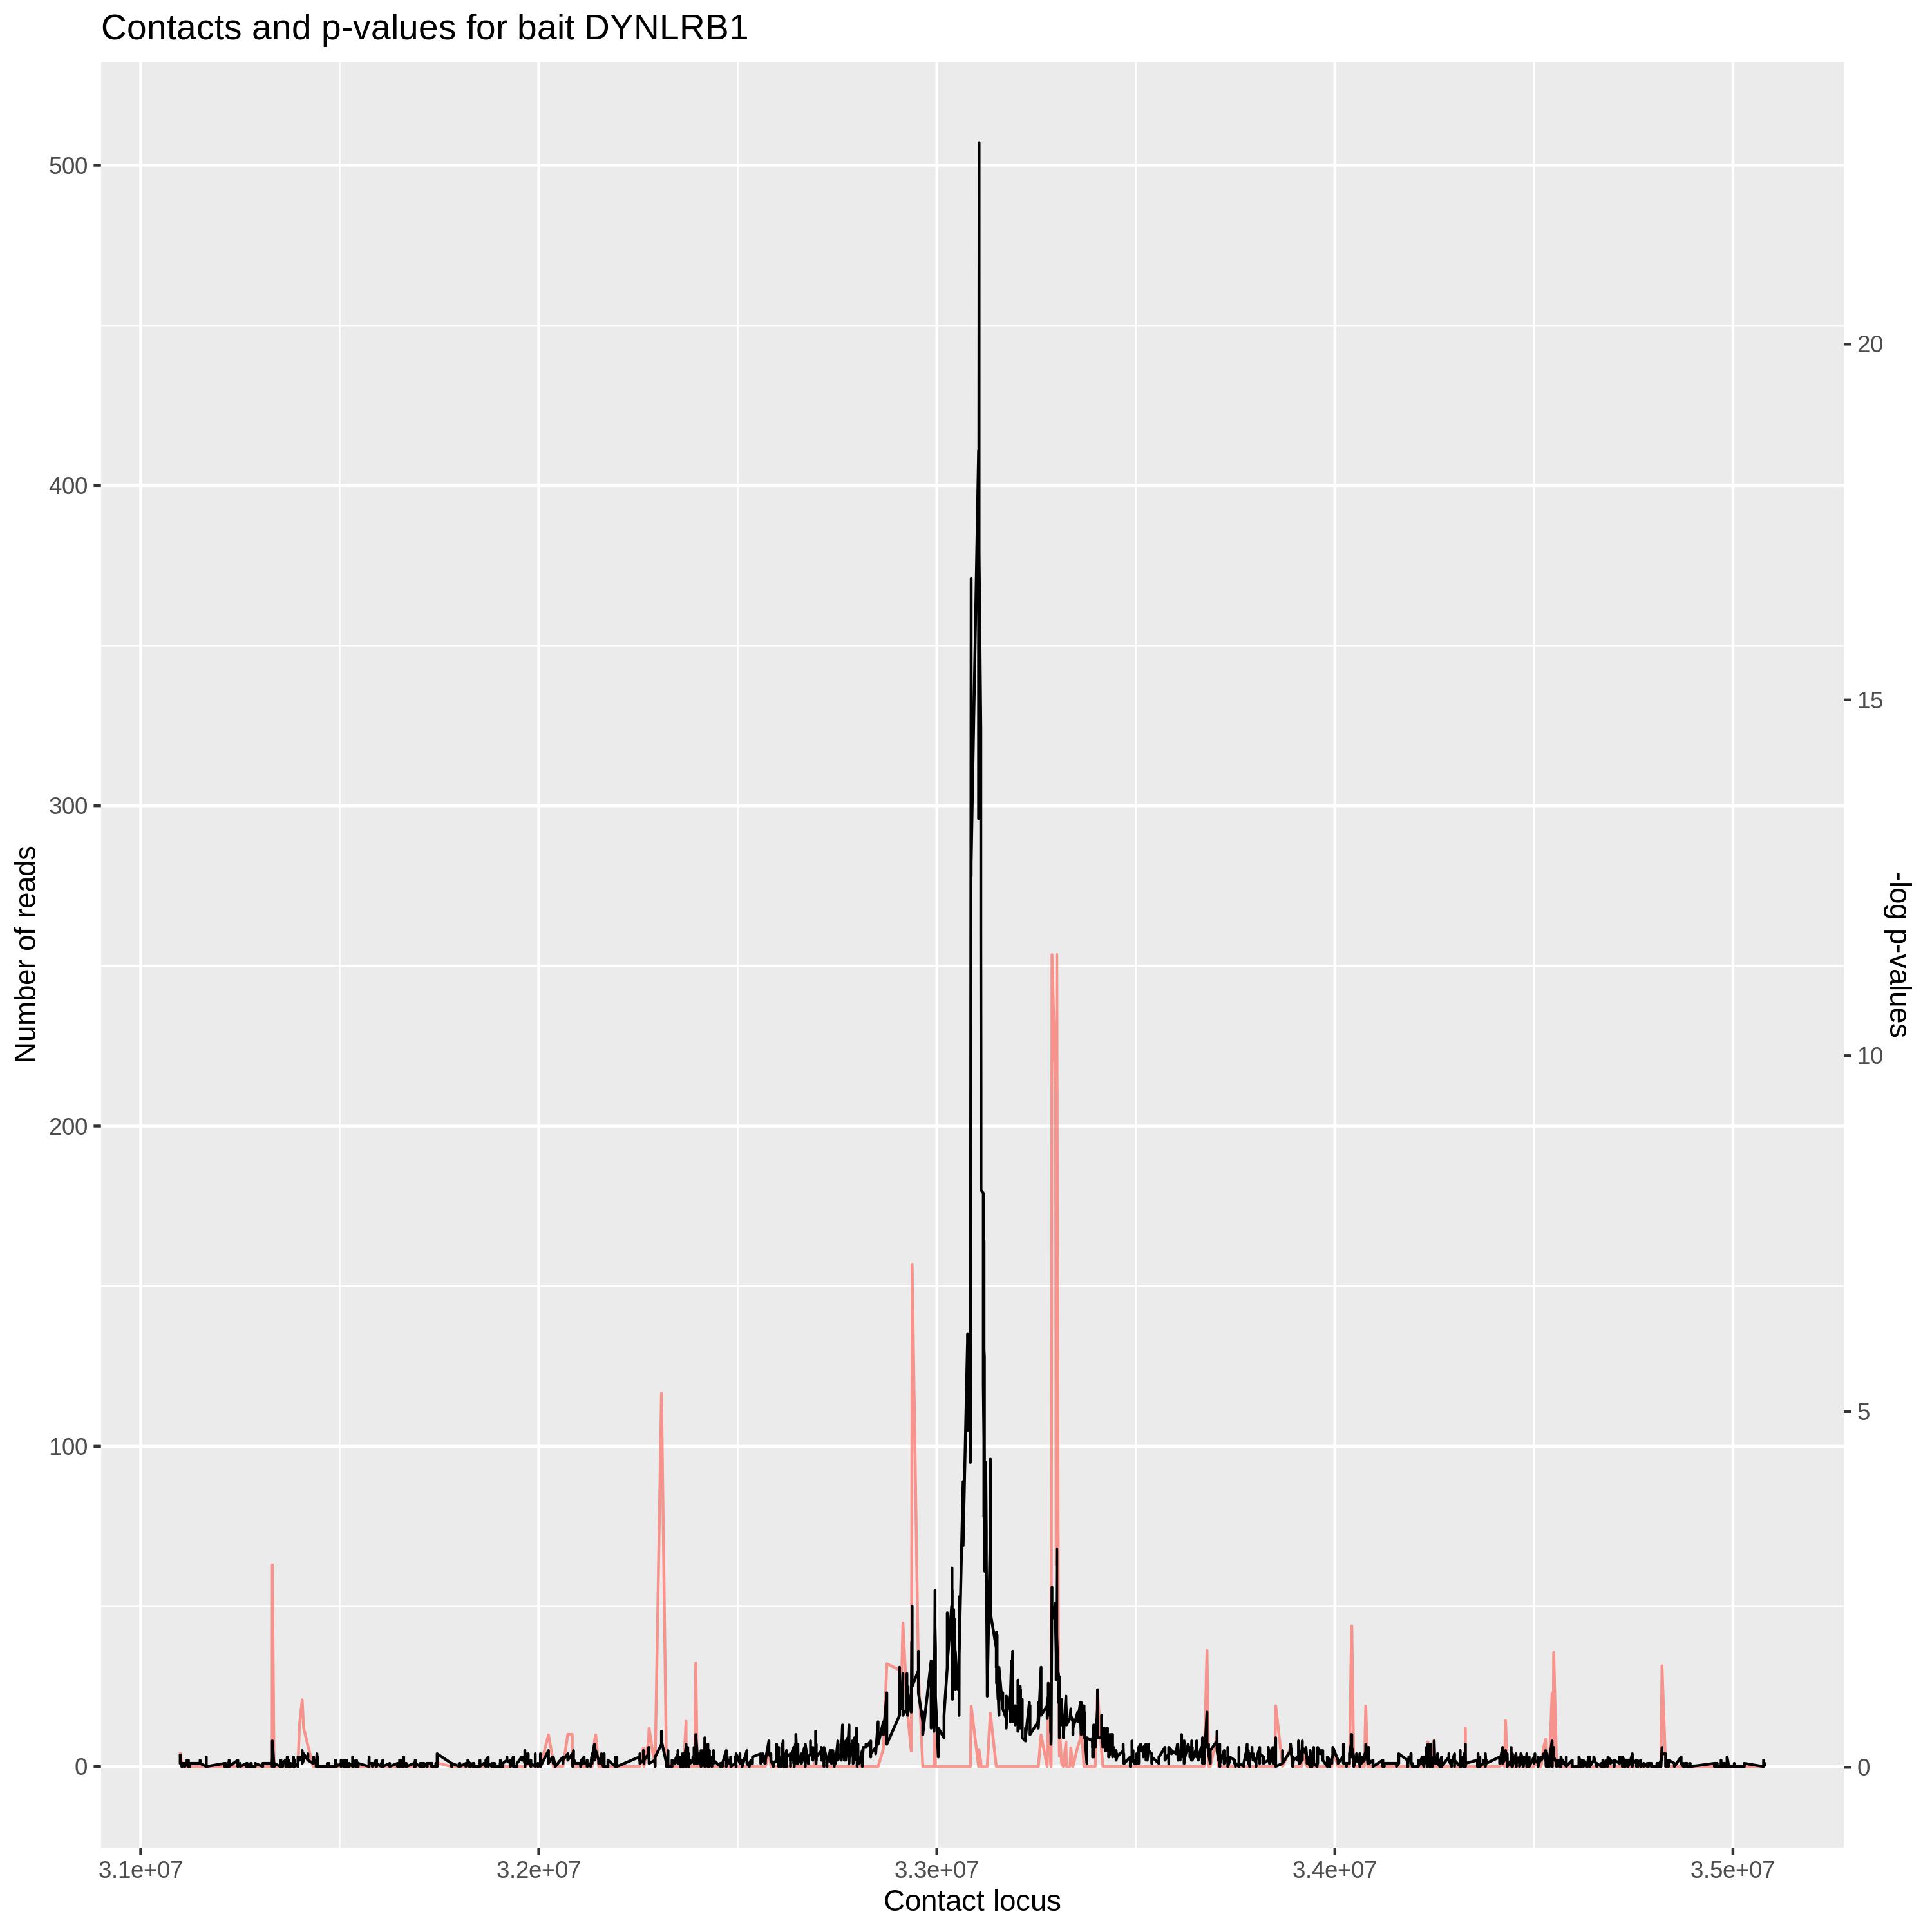 Contacts and p-values for bait DYNLRB1
500
400
300
200
100
0
Number of reads
20
15
10
5
0
-log p-values
3.1e+07
3.2e+07
3.3e+07
3.4e+07
3.5e+07
Contact locus